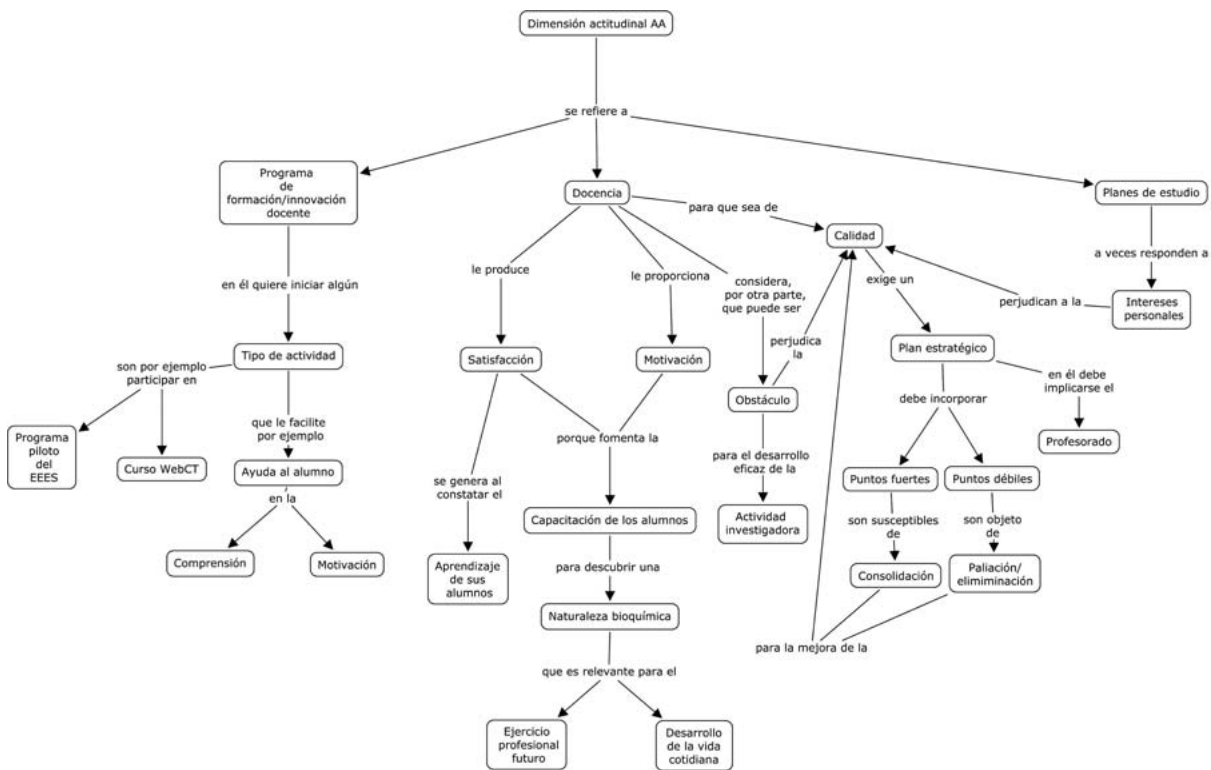 Dimensión actitudinal AA
se refiere a
Programa
de
formación/innovación
docente
Docencia
Planes de estudio
para que sea de
Calidad
a veces responden a
le produce
le proporciona
considera,
por otra parte,
que puede ser
exige un
en él quiere iniciar algún
perjudican a la
Intereses
personales
Tipo de actividad
Satisfacción
Motivación
perjudica
la
Plan estratégico
son por ejemplo
participar en
en él debe
implicarse el
Obstáculo
debe incorporar
que le facilite
por ejemplo
porque fomenta la
Profesorado
Programa
piloto
del
EEES
Curso WebCT
Ayuda al alumno
para el desarrollo
eficaz de la
Puntos fuertes
Puntos débiles
se genera al
constatar el
en la
Capacitación de los alumnos
Actividad
investigadora
son susceptibles
de
son objeto
de
Comprensión
Motivación
Aprendizaje
de sus
alumnos
para descubrir una
Consolidación
Paliación/
elimiminación
Naturaleza bioquímica
para la mejora de la
que es relevante para el
Ejercicio
profesional
futuro
Desarrollo
de la vida
cotidiana